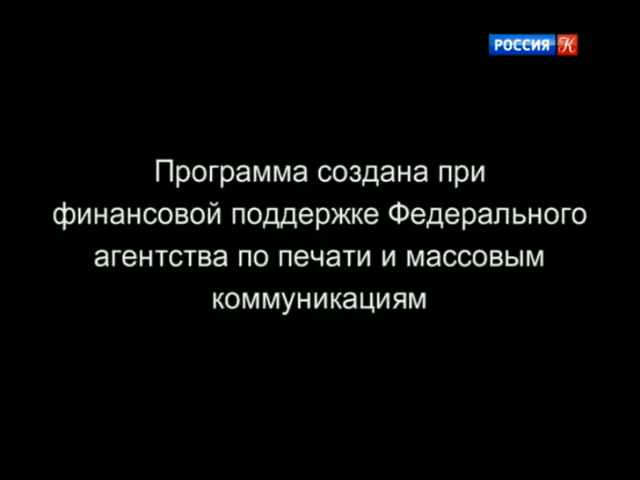 РОССИЯ К
Программа создана при
финансовой поддержке Федерального
агентства по печати и массовым
коммуникациям